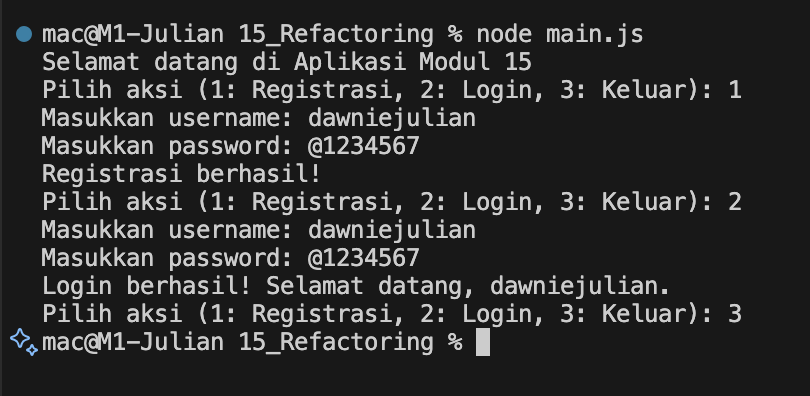 mac@M1-Julian 15_Refactoring % node main.js
Selamat datang di Aplikasi Modul 15
Pilih aksi (1: Registrasi, 2: Login, 3: Keluar): 1
Masukkan username: dawniejulian
Masukkan password: @1234567
Registrasi berhasil!
Pilih aksi (1: Registrasi, 2: Login, 3: Keluar): 2
Masukkan username: dawniejulian
Masukkan password: @1234567
Login berhasil! Selamat datang, dawniejulian.
Pilih aksi (1: Registrasi, 2: Login, 3: Keluar): 3
mac@M1-Julian 15_Refactoring %